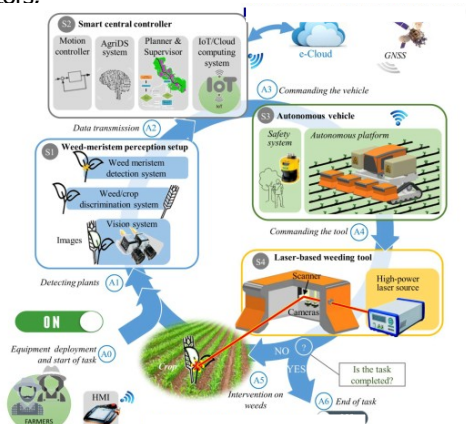 S2 Smart central controller
Motion controller
AgriDS system
Planner & Supervisor
IoT/Cloud computing system
IoT
e-Cloud
GNSS
A3 Commanding the vehicle
Data transmission A2
S3 Autonomous vehicle
Safety system
Autonomous platform
S1 Weed-meristem perception setup
Weed meristem detection system
Weed/crop discrimination system
Vision system
Images
Commanding the tool A4
Detecting plants A1
S4 Laser-based weeding tool
Scanner
Cameras
High-power laser source
ON
Equipment deployment and start of task A0
Crop
NO ?
YES
Is the task completed?
A5
Intervention on weeds
A6 End of task
HMI
FARMERS